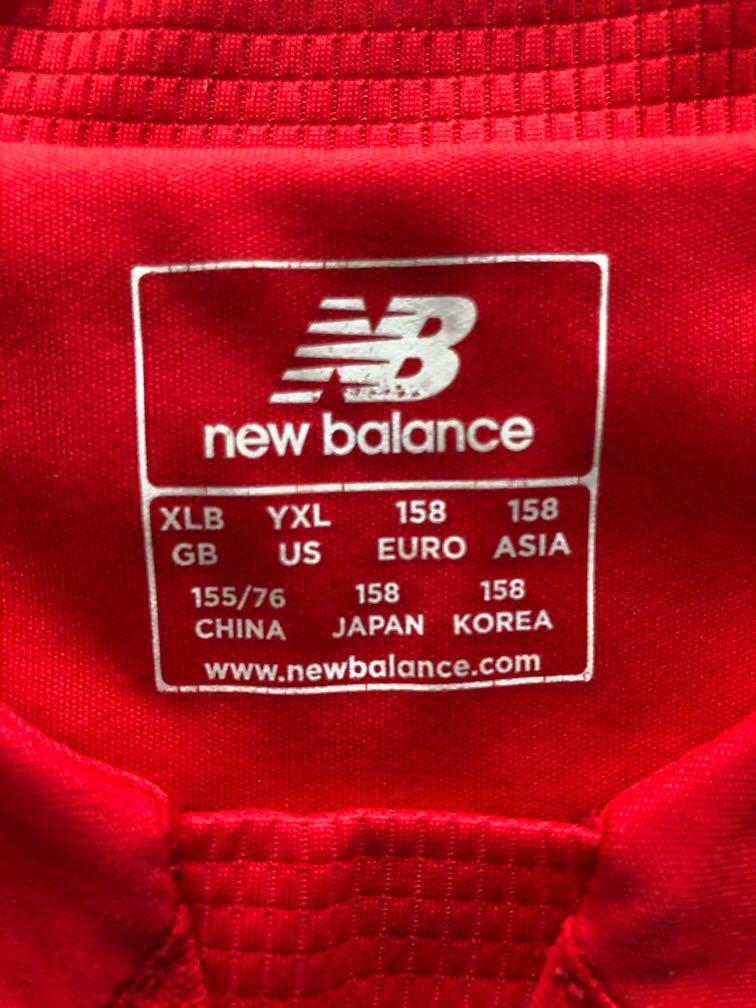 NB
new balance
XLB YXL 158 158
GB US EURO ASIA
155/76 158 158
CHINA JAPAN KOREA
www.newbalance.com